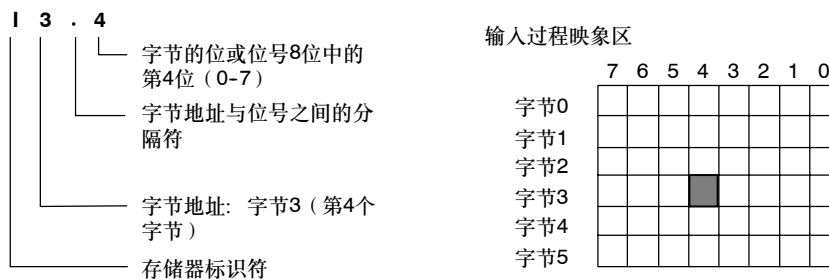 I 3 . 4
字节的位或位号8位中的
第4位（0-7）
字节地址与位号之间的分
隔符
字节地址: 字节3（第4个
字节）
存储器标识符
输入过程映象区
7 6 5 4 3 2 1 0
字节0
字节1
字节2
字节3
字节4
字节5